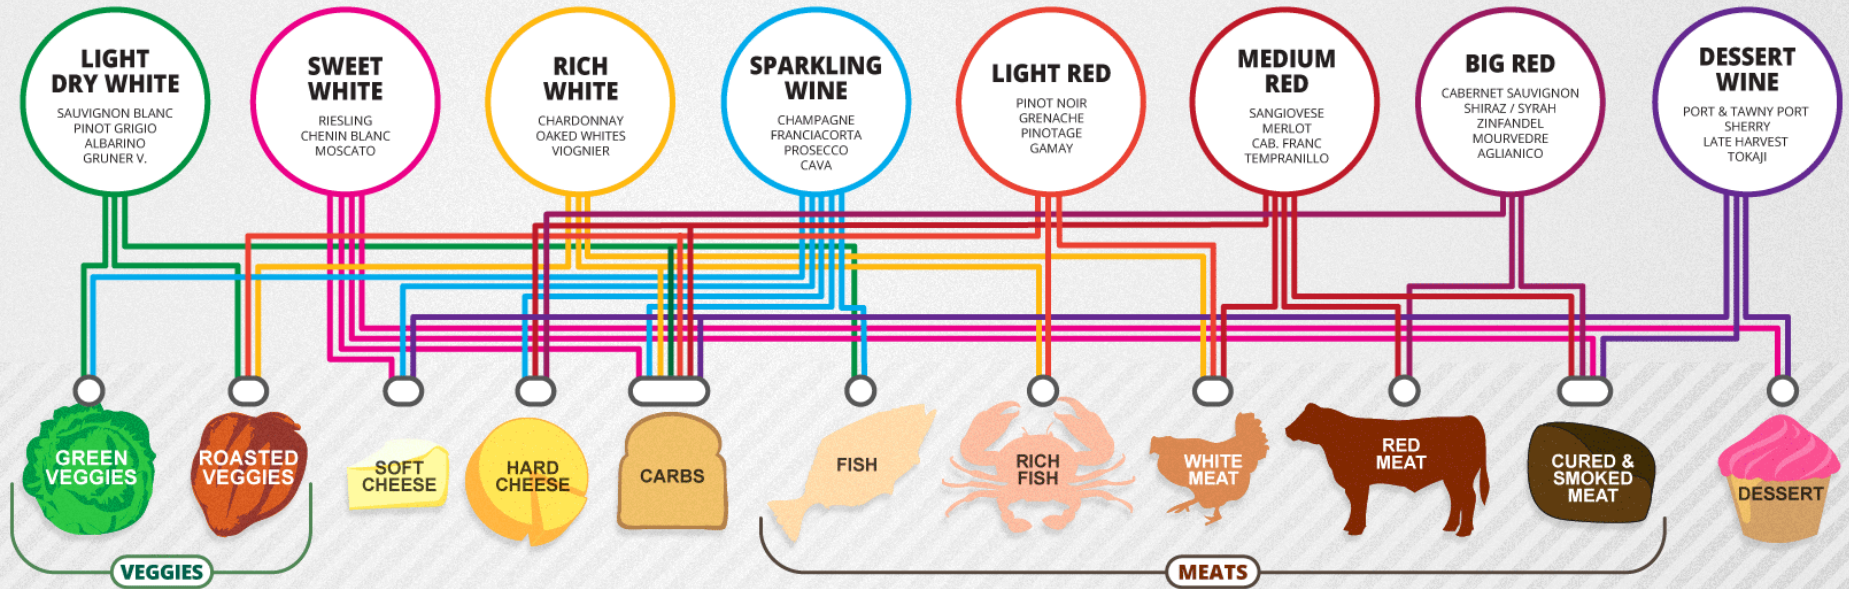 LIGHT
DRY WHITE
SAUVIGNON BLANC
PINOT GRIGIO
ALBARINO
GRUNER V.
SWEET
WHITE
RIESLING
CHENIN BLANC
MOSCATO
RICH
WHITE
CHARDONNAY
OAKED WHITES
VIOGNIER
SPARKLING
WINE
CHAMPAGNE
FRANCIACORTA
PROSECCO
CAVA
LIGHT RED
PINOT NOIR
GRENACHE
PINOTAGE
GAMAY
MEDIUM
RED
SANGIOVESE
MERLOT
CAB. FRANC
TEMPRANILLO
BIG RED
CABERNET SAUVIGNON
SHIRAZ / SYRAH
ZINFANDEL
MOURVEDRE
AGLIANICO
DESSERT
WINE
PORT & TAWNY PORT
SHERRY
LATE HARVEST
TOKAJI
GREEN
VEGGIES
ROASTED
VEGGIES
SOFT
CHEESE
HARD
CHEESE
CARBS
FISH
RICH
FISH
WHITE
MEAT
RED
MEAT
CURED &
SMOKED
MEAT
DESSERT
VEGGIES
MEATS